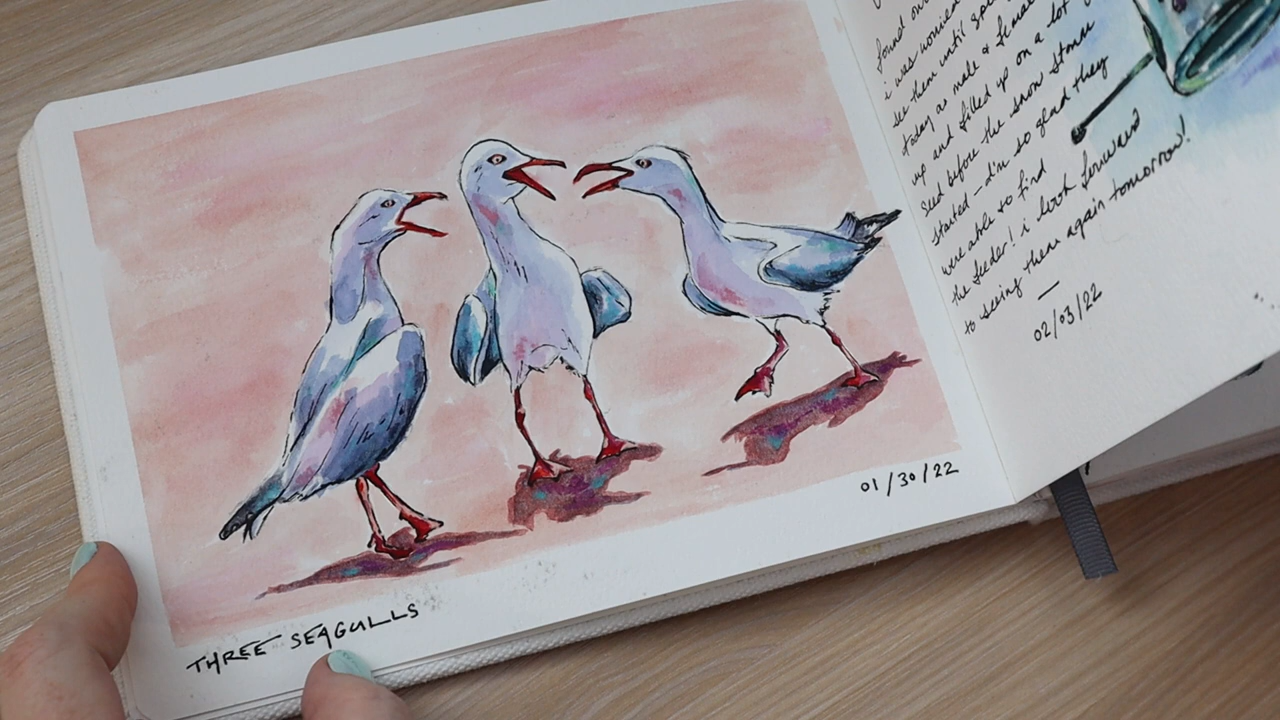 THREE SEAGULLS
01/30/22
found
i was worried
see them until
today as male & female
up and filled up on a lot
seed before the snow storm
started - i'm so glad they
were able to find
the feeder! i look forward
to seeing them again tomorrow!
—
02/03/22